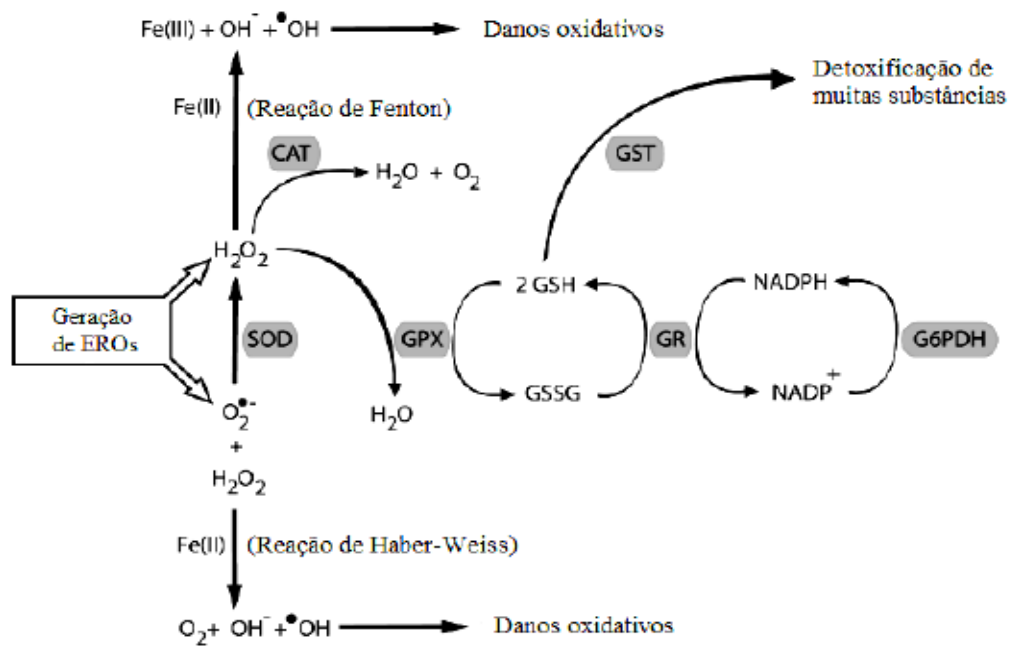 Fe(III) + OH⁻ + •OH
Danos oxidativos
Detoxificação de
muitas substâncias
Fe(II)
(Reação de Fenton)
CAT
GST
H₂O + O₂
H₂O₂
2 GSH
NADPH
Geração
de EROs
SOD
GPX
GR
G6PDH
GSSG
NADP⁺
O₂•⁻
H₂O
+
H₂O₂
Fe(II)
(Reação de Haber-Weiss)
O₂+ OH⁻+•OH
Danos oxidativos